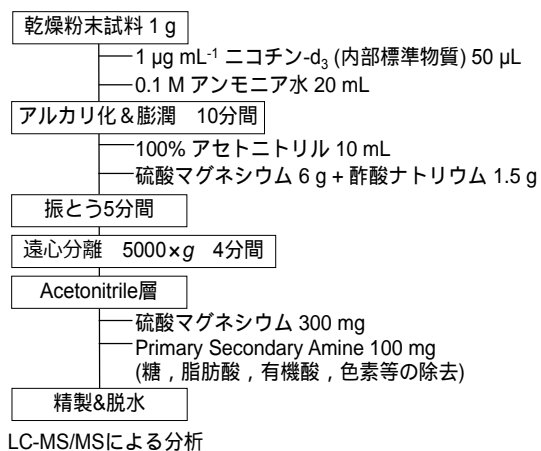 乾燥粉末試料 1 g
1 µg mL-1 ニコチン-d3 (内部標準物質) 50 µL
0.1 M アンモニア水 20 mL
アルカリ化＆膨潤　10分間
100% アセトニトリル 10 mL
硫酸マグネシウム 6 g + 酢酸ナトリウム 1.5 g
振とう5分間
遠心分離　5000×g　4分間
Acetonitrile層
硫酸マグネシウム 300 mg
Primary Secondary Amine 100 mg
(糖，脂肪酸，有機酸，色素等の除去)
精製&脱水
LC-MS/MSによる分析